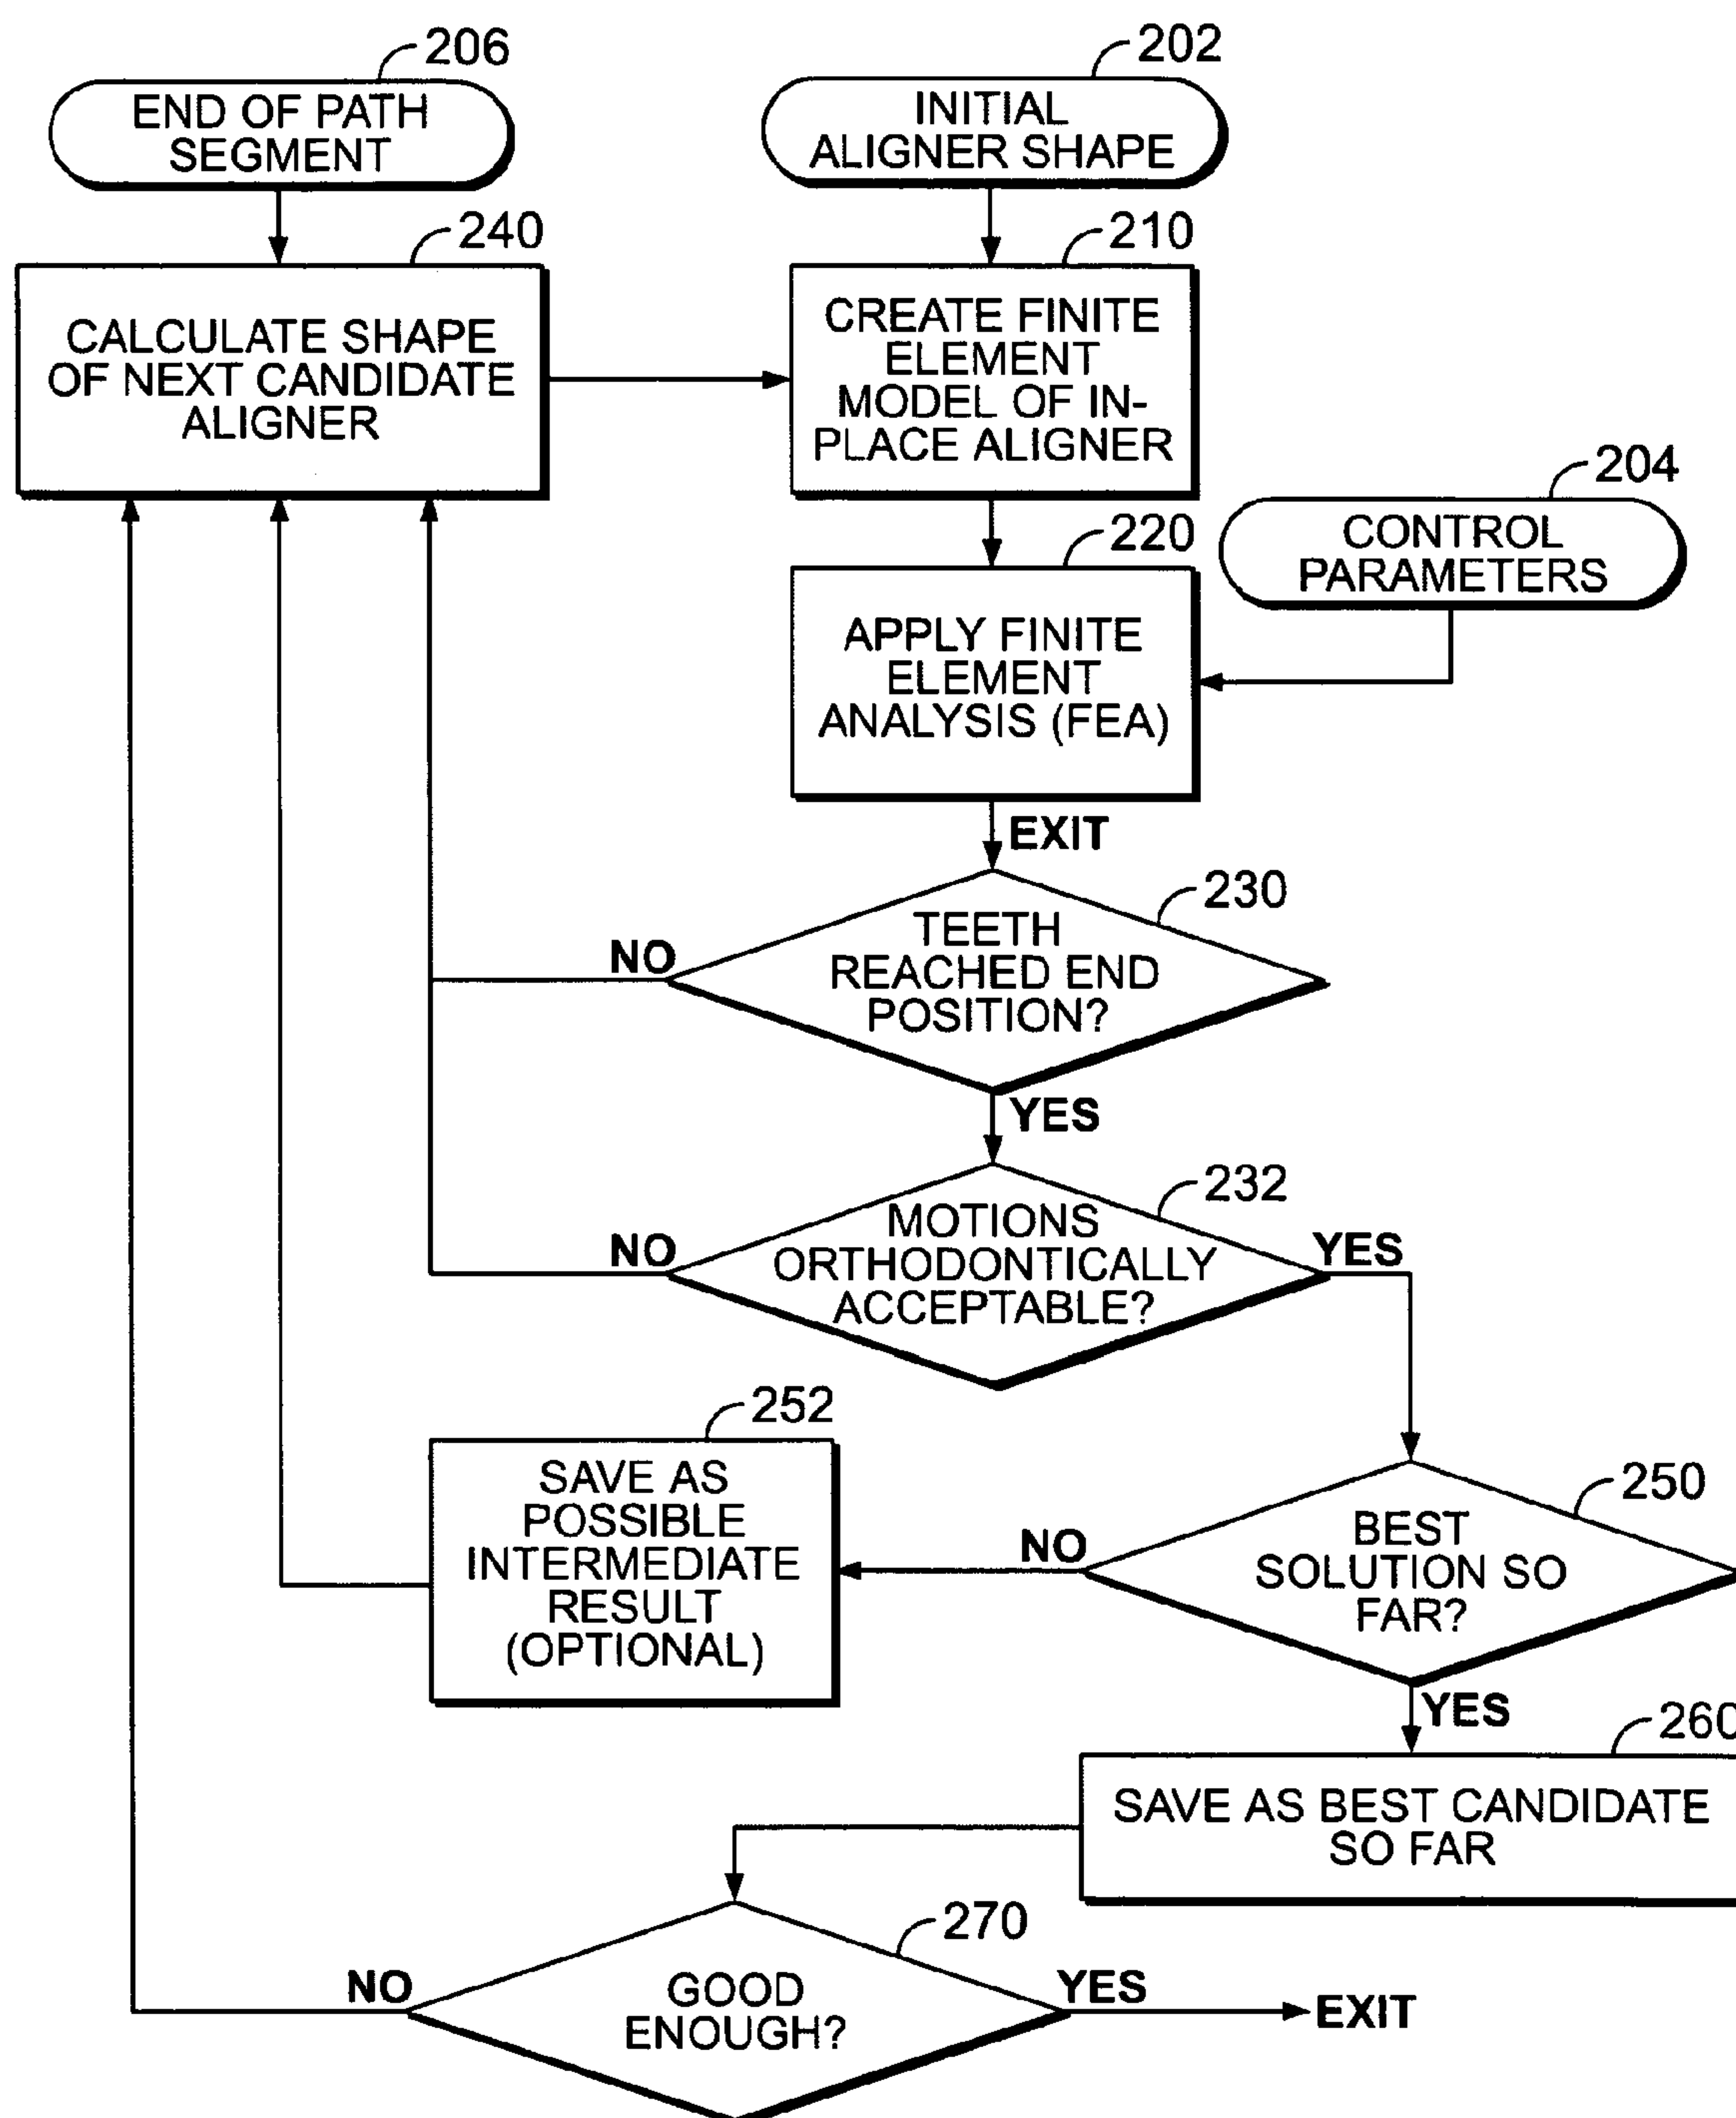 206
END OF PATH
SEGMENT
202
INITIAL
ALIGNER SHAPE
240
CALCULATE SHAPE
OF NEXT CANDIDATE
ALIGNER
210
CREATE FINITE
ELEMENT
MODEL OF IN-
PLACE ALIGNER
204
CONTROL
PARAMETERS
220
APPLY FINITE
ELEMENT
ANALYSIS (FEA)
EXIT
230
TEETH
REACHED END
POSITION?
NO
YES
232
MOTIONS
ORTHODONTICALLY
ACCEPTABLE?
NO
YES
252
SAVE AS
POSSIBLE
INTERMEDIATE
RESULT
(OPTIONAL)
250
BEST
SOLUTION SO
FAR?
NO
YES
260
SAVE AS BEST CANDIDATE
SO FAR
270
GOOD
ENOUGH?
NO
YES
EXIT